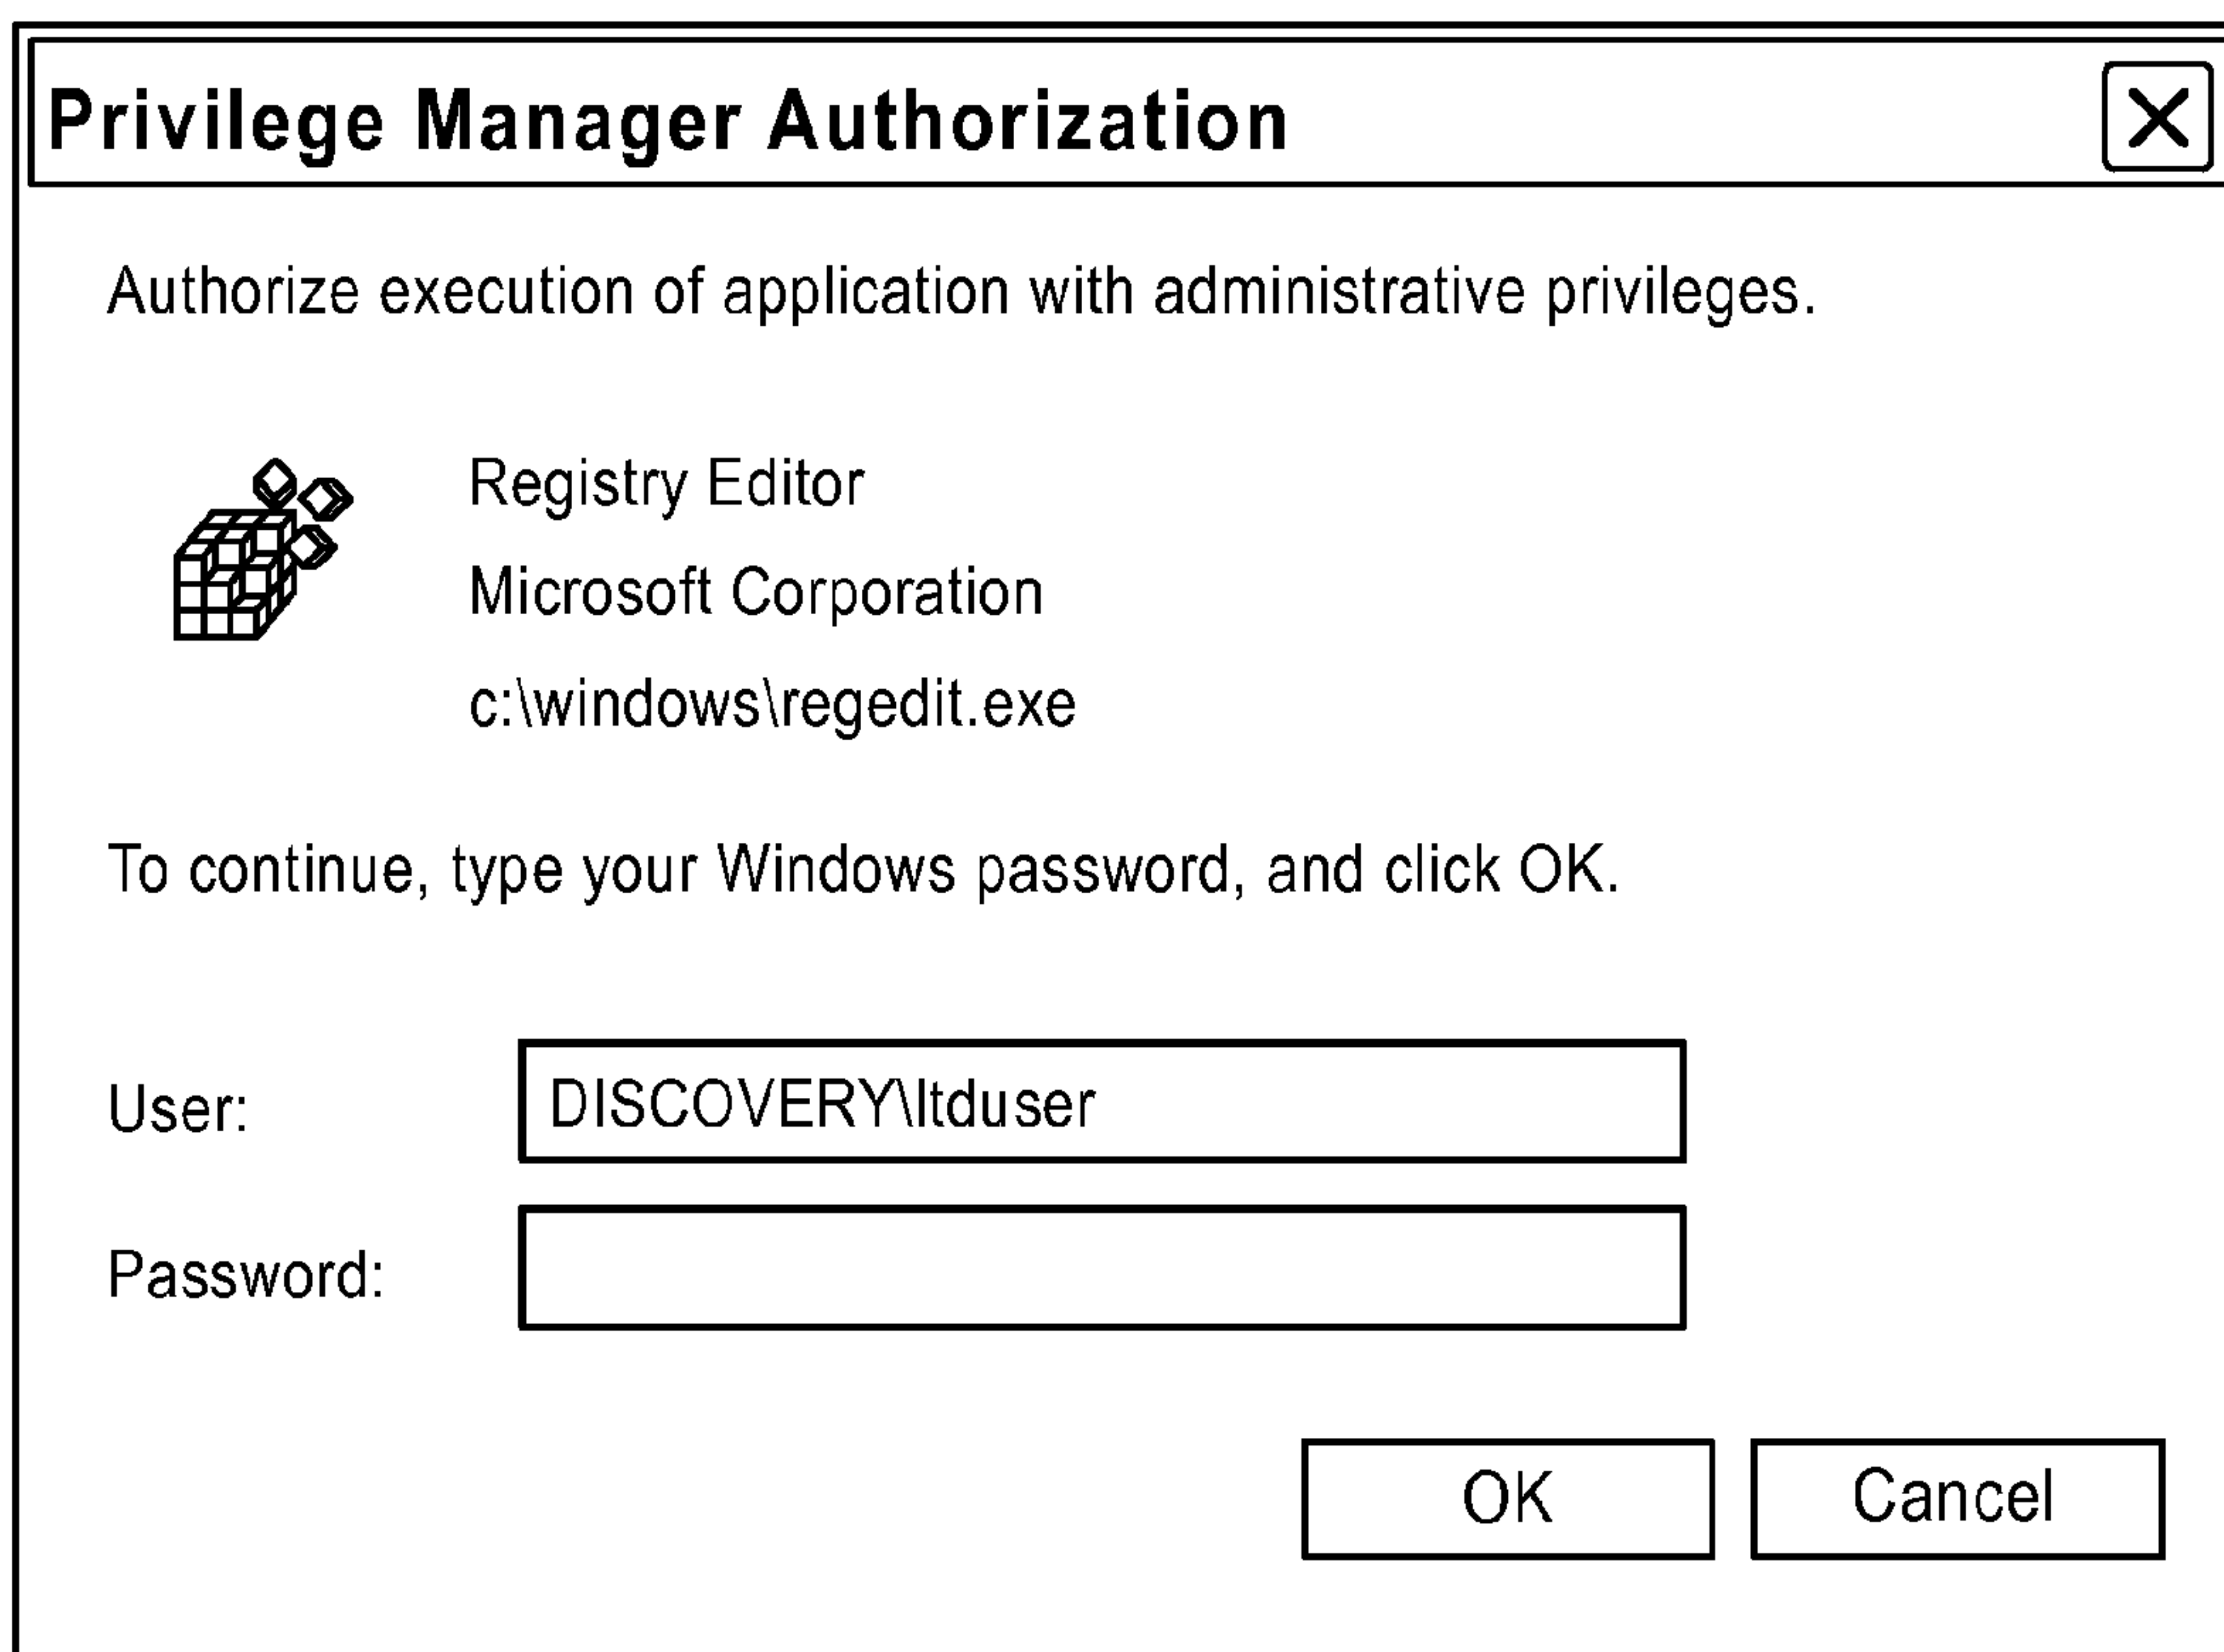 Privilege Manager Authorization
Authorize execution of application with administrative privileges.
Registry Editor
Microsoft Corporation
c:\windows\regedit.exe
To continue, type your Windows password, and click OK.
User: DISCOVERY\ltduser
Password:
OK Cancel